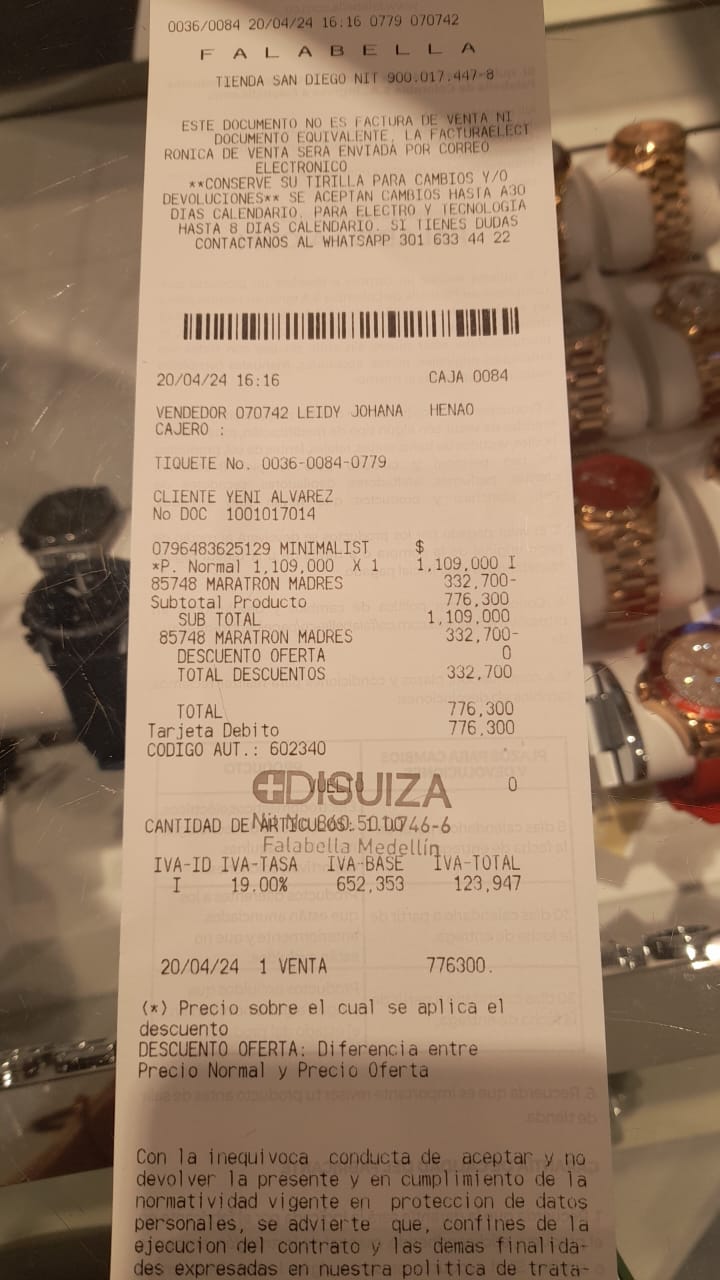 0036/0084 20/04/24 16:16 0779 070742
FALABELLA
TIENDA SAN DIEGO NIT 900.017.447-8
ESTE DOCUMENTO NO ES FACTURA DE VENTA NI
DOCUMENTO EQUIVALENTE, LA FACTURAELECT
RONICA DE VENTA SERA ENVIADA POR CORREO
ELECTRONICO
**CONSERVE SU TIRILLA PARA CAMBIOS Y/O
DEVOLUCIONES** SE ACEPTAN CAMBIOS HASTA A30
DIAS CALENDARIO. PARA ELECTRO Y TECNOLOGIA
HASTA 8 DIAS CALENDARIO. SI TIENES DUDAS
CONTACTANOS AL WHATSAPP 301 633 44 22
20/04/24 16:16 CAJA 0084
VENDEDOR 070742 LEIDY JOHANA HENAO
CAJERO :
TIQUETE No. 0036-0084-0779
CLIENTE YENI ALVAREZ
No DOC 1001017014
0796483625129 MINIMALIST $
*P. Normal 1,109,000 X 1 1,109,000 I
85748 MARATRON MADRES 332,700-
Subtotal Producto 776,300
SUB TOTAL 1,109,000
85748 MARATRON MADRES 332,700-
DESCUENTO OFERTA 0
TOTAL DESCUENTOS 332,700
TOTAL 776,300
Tarjeta Debito 776,300
CODIGO AUT.: 602340
VUELTO 0
DISUIZA
CANTIDAD DE ARTICULOS:
Falabella Medellín
IVA-ID IVA-TASA IVA-BASE IVA-TOTAL
I 19.00% 652,353 123,947
20/04/24 1 VENTA 776300.
(*) Precio sobre el cual se aplica el
descuento
DESCUENTO OFERTA: Diferencia entre
Precio Normal y Precio Oferta
Con la inequivoca conducta de aceptar y no
devolver la presente y en cumplimiento de la
normatividad vigente en proteccion de datos
personales, se advierte que, confines de la
ejecucion del contrato y las demas finalida-
des expresadas en nuestra politica de trata-